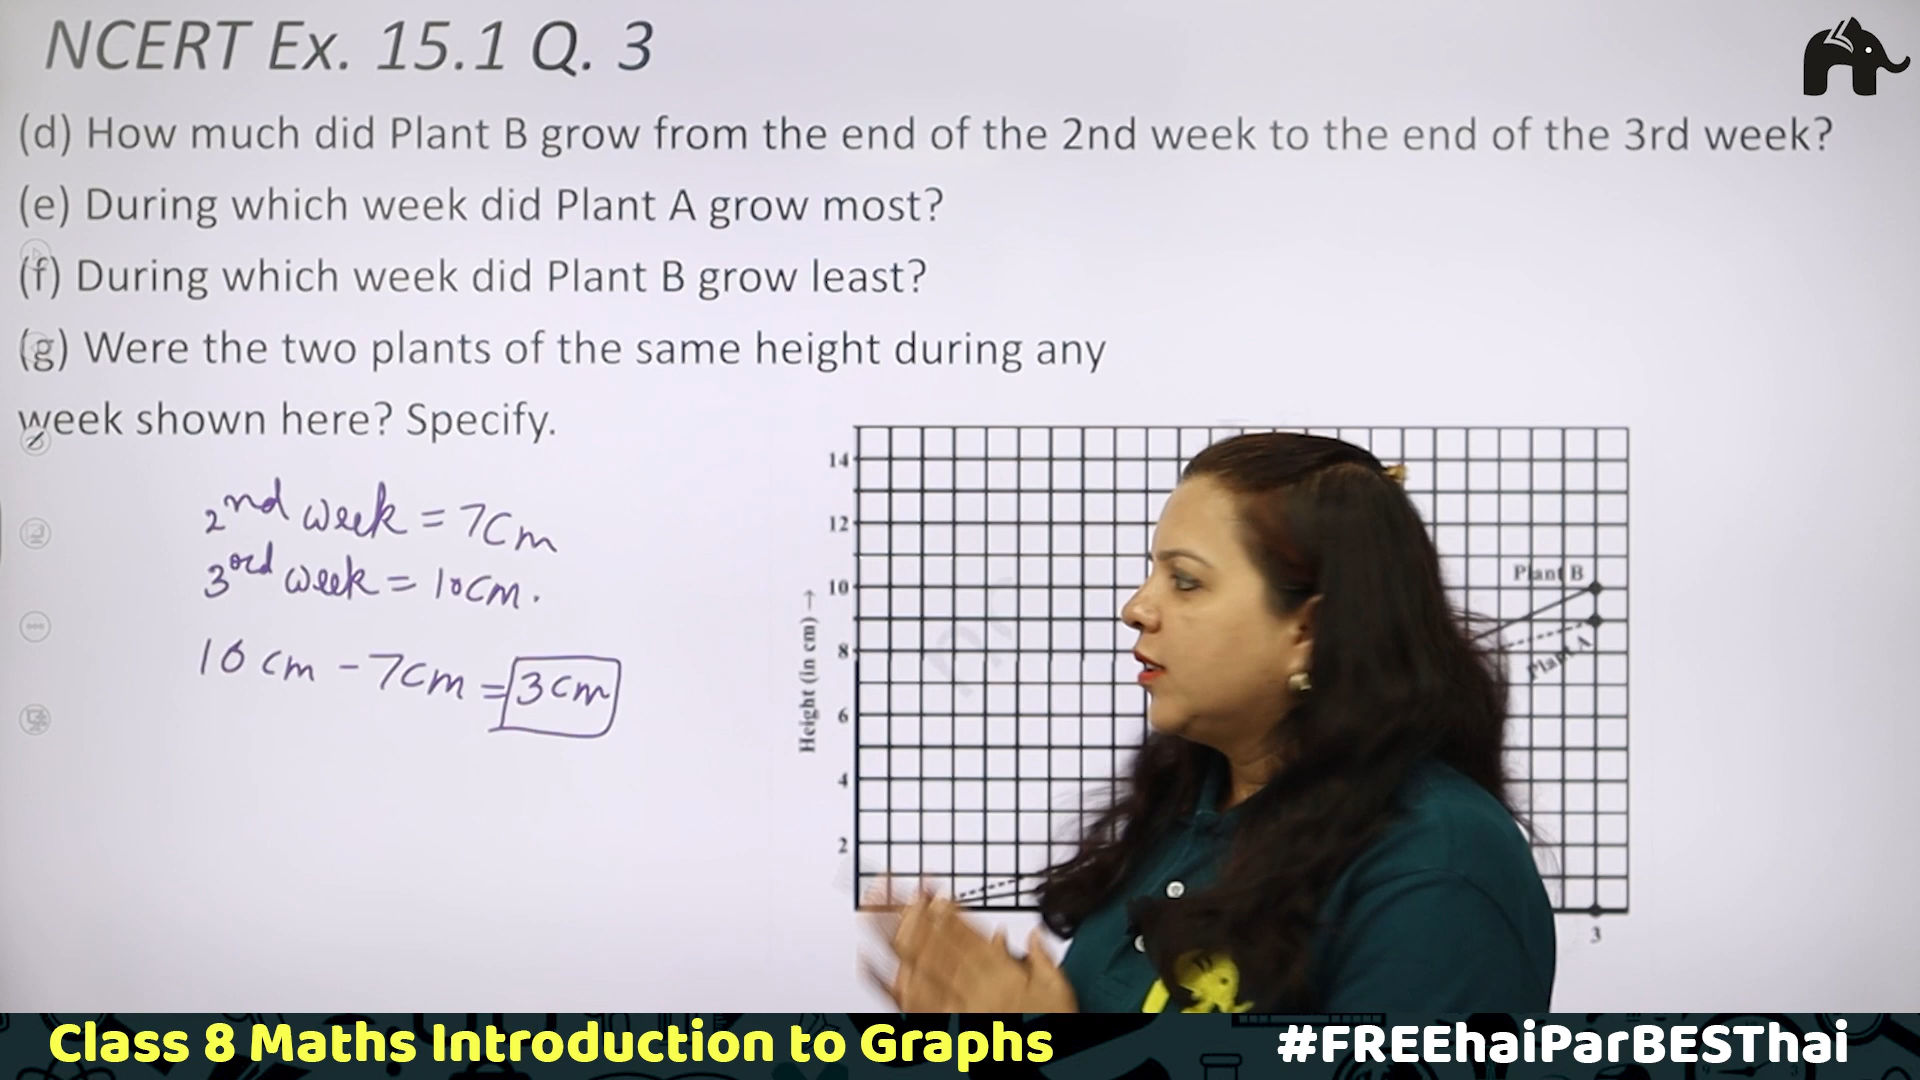 NCERT Ex. 15.1 Q. 3
(d) How much did Plant B grow from the end of the 2nd week to the end of the 3rd week?
(e) During which week did Plant A grow most?
(f) During which week did Plant B grow least?
(g) Were the two plants of the same height during any
week shown here? Specify.
2nd week = 7cm
3rd week = 10cm.
10 cm - 7cm = 3cm
14
12
10
8
6
4
2
Height (in cm) →
Plant B
Plant A
3
Class 8 Maths Introduction to Graphs
#FREEhaiParBESThai